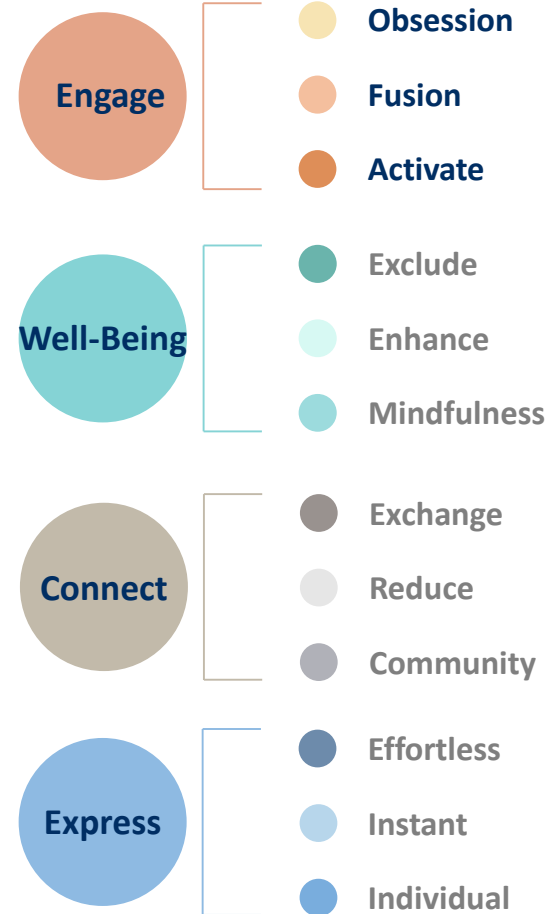 Engage
Obsession
Fusion
Activate
Well-Being
Exclude
Enhance
Mindfulness
Connect
Exchange
Reduce
Community
Express
Effortless
Instant
Individual